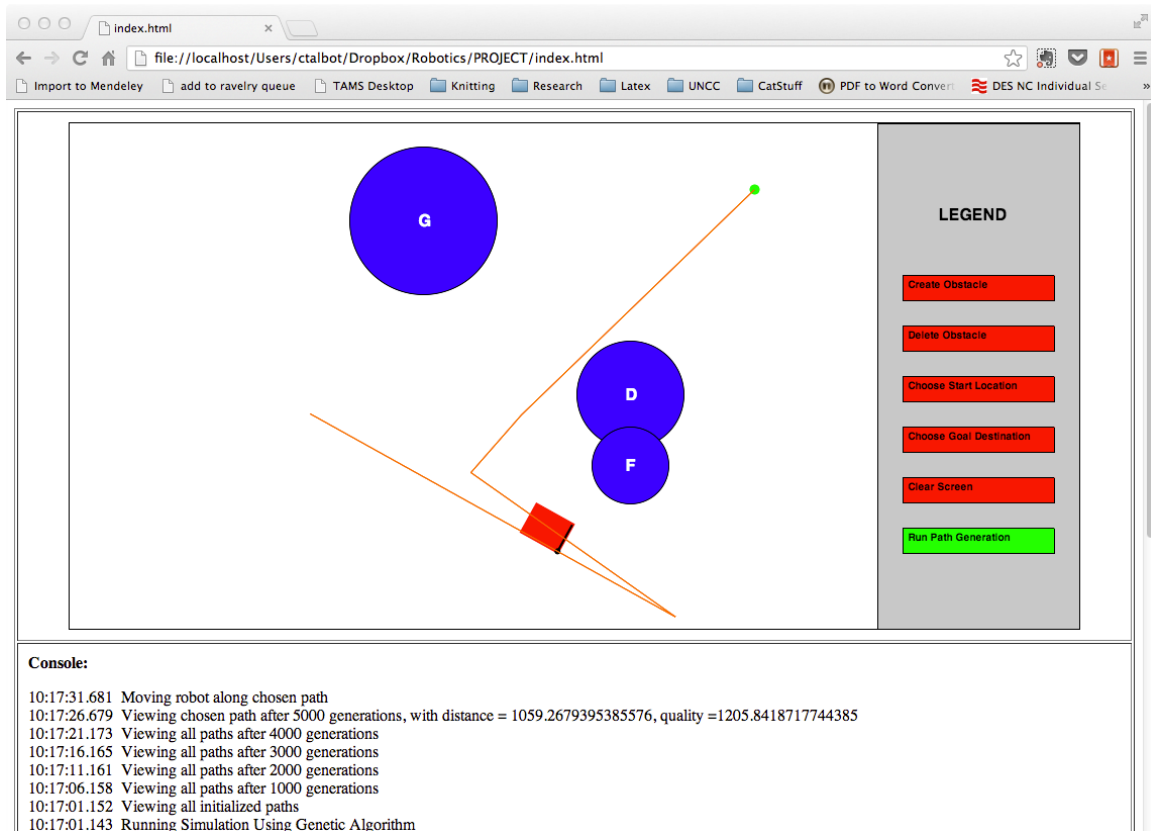 index.html
file://localhost/Users/ctalbot/Dropbox/Robotics/PROJECT/index.html
Import to Mendeley add to ravelry queue TAMS Desktop Knitting Research Latex UNCC CatStuff PDF to Word Convert DES NC Individual Se
G
D
F
LEGEND
Create Obstacle
Delete Obstacle
Choose Start Location
Choose Goal Destination
Clear Screen
Run Path Generation
Console:
10:17:31.681 Moving robot along chosen path
10:17:26.679 Viewing chosen path after 5000 generations, with distance = 1059.2679395385576, quality =1205.8418717744385
10:17:21.173 Viewing all paths after 4000 generations
10:17:16.165 Viewing all paths after 3000 generations
10:17:11.161 Viewing all paths after 2000 generations
10:17:06.158 Viewing all paths after 1000 generations
10:17:01.152 Viewing all initialized paths
10:17:01.143 Running Simulation Using Genetic Algorithm